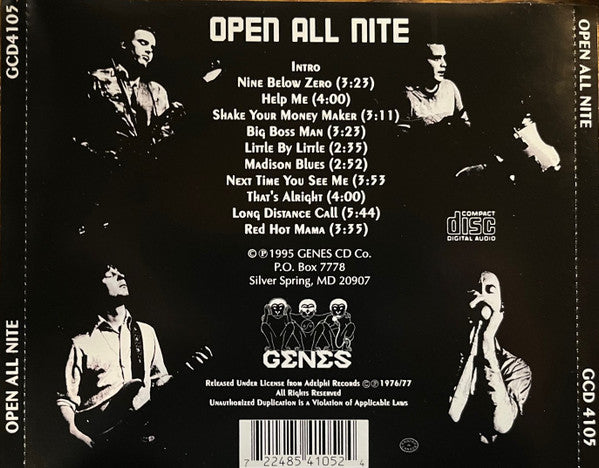 OPEN ALL NITE
Intro
Nine Below Zero (3:23)
Help Me (4:00)
Shake Your Money Maker (3:11)
Big Boss Man (3:23)
Little By Little (2:35)
Madison Blues (2:52)
Next Time You See Me (3:53
That's Alright (4:00)
Long Distance Call (5:44)
Red Hot Mama (3:35)
COMPACT
disc
DIGITAL AUDIO
© ℗ 1995 GENES CD Co.
P.O. Box 7778
Silver Spring, MD 20907
GENES
Released Under License from Adelphi Records © ℗ 1976/77
All Rights Reserved
Unauthorized Duplication is a Violation of Applicable Laws
7 22485 41052 4
GCD4105
OPEN ALL NITE
OPEN ALL NITE
GCD 4105